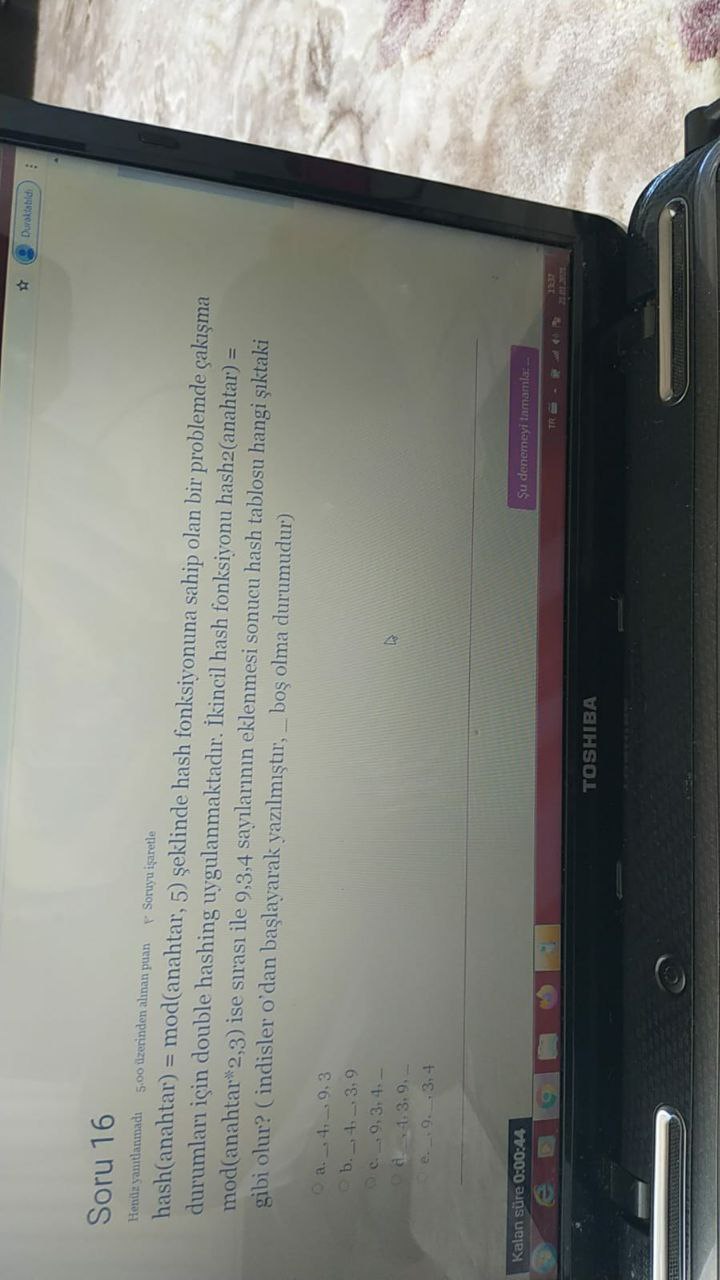 Duraklatıldı
Soru 16
Henüz yanıtlanmadı 5,00 üzerinden alınan puan Soruyu işaretle
hash(anahtar) = mod(anahtar, 5) şeklinde hash fonksiyonuna sahip olan bir problemde çakışma
durumları için double hashing uygulanmaktadır. İkincil hash fonksiyonu hash2(anahtar) =
mod(anahtar*2,3) ise sırası ile 9,3,4 sayılarının eklenmesi sonucu hash tablosu hangi şıktaki
gibi olur? ( indisler 0'dan başlayarak yazılmıştır, _ boş olma durumudur)
a. _, 4, _, 9, 3
b. _, 4, _, 3, 9
c. _, 9, 3, 4, _
d. _, 4, 3, 9, _
e. _, 9, _, 3, 4
Şu denemeyi tamamla: ...
Kalan süre 0:00:44
TR
13:37
TOSHIBA